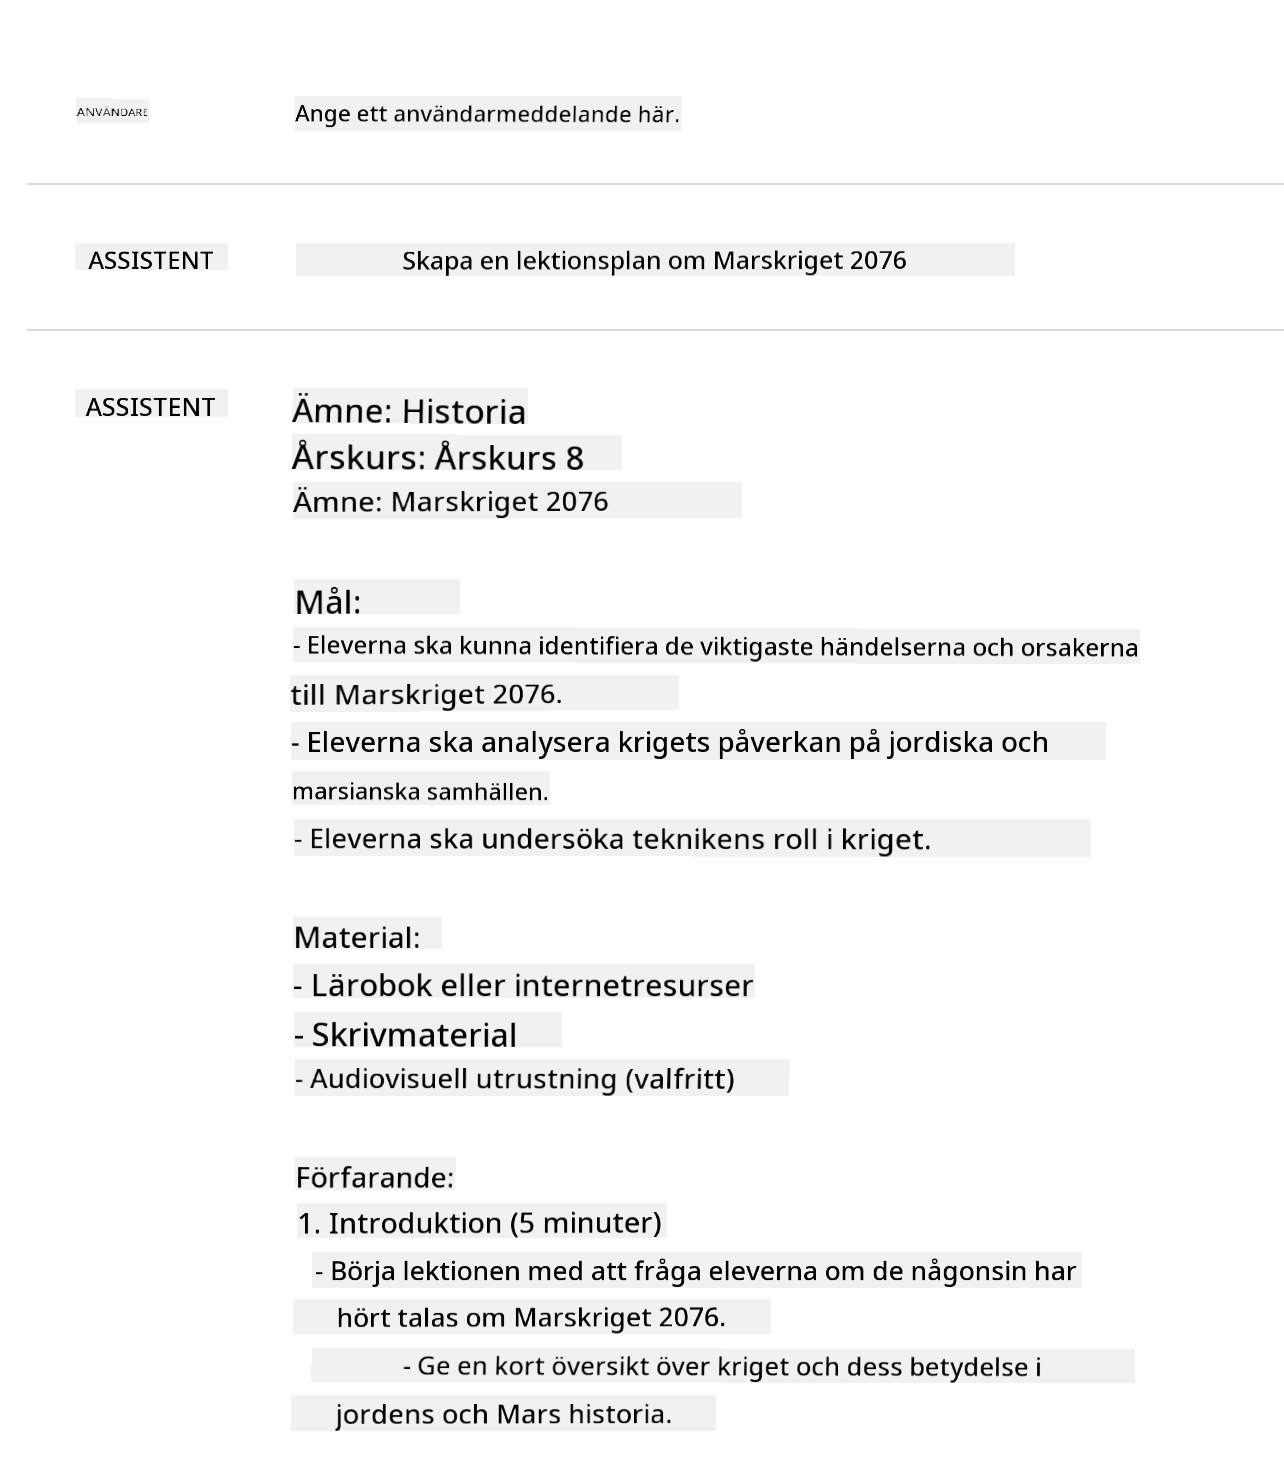 ANVÄNDARE
Ange ett användarmeddelande här.
ASSISTENT
Skapa en lektionsplan om Marskriget 2076
ASSISTENT
Ämne: Historia
Årskurs: Årskurs 8
Ämne: Marskriget 2076
Mål:
- Eleverna ska kunna identifiera de viktigaste händelserna och orsakerna
till Marskriget 2076.
- Eleverna ska analysera krigets påverkan på jordiska och
marsianska samhällen.
- Eleverna ska undersöka teknikens roll i kriget.
Material:
- Lärobok eller internetresurser
- Skrivmaterial
- Audiovisuell utrustning (valfritt)
Förfarande:
1. Introduktion (5 minuter)
- Börja lektionen med att fråga eleverna om de någonsin har
hört talas om Marskriget 2076.
- Ge en kort översikt över kriget och dess betydelse i
jordens och Mars historia.